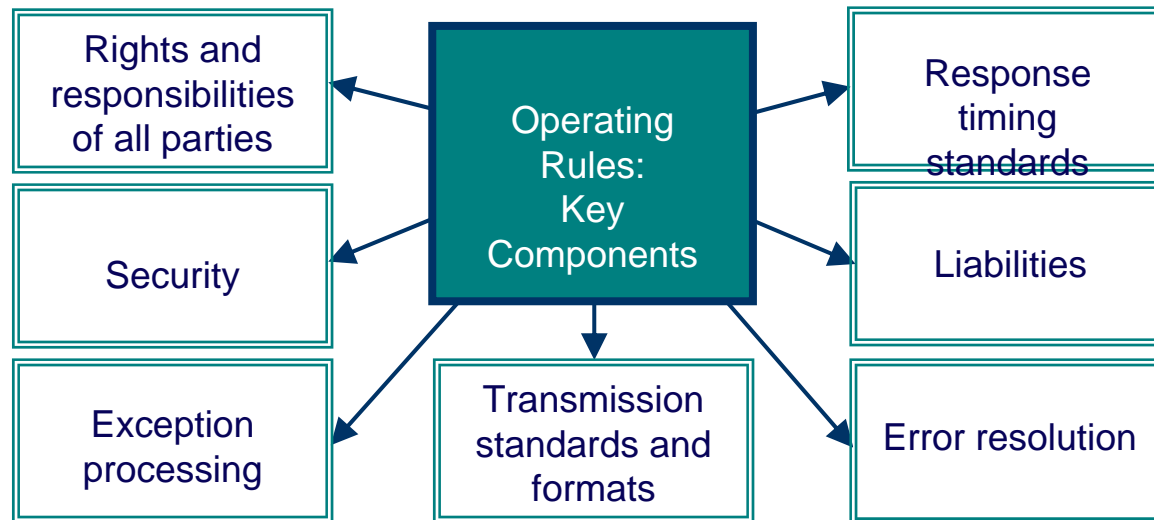 Rights and
responsibilities
of all parties
Operating
Rules:
Key
Components
Response
timing
standards
Security
Liabilities
Exception
processing
Transmission
standards and
formats
Error resolution